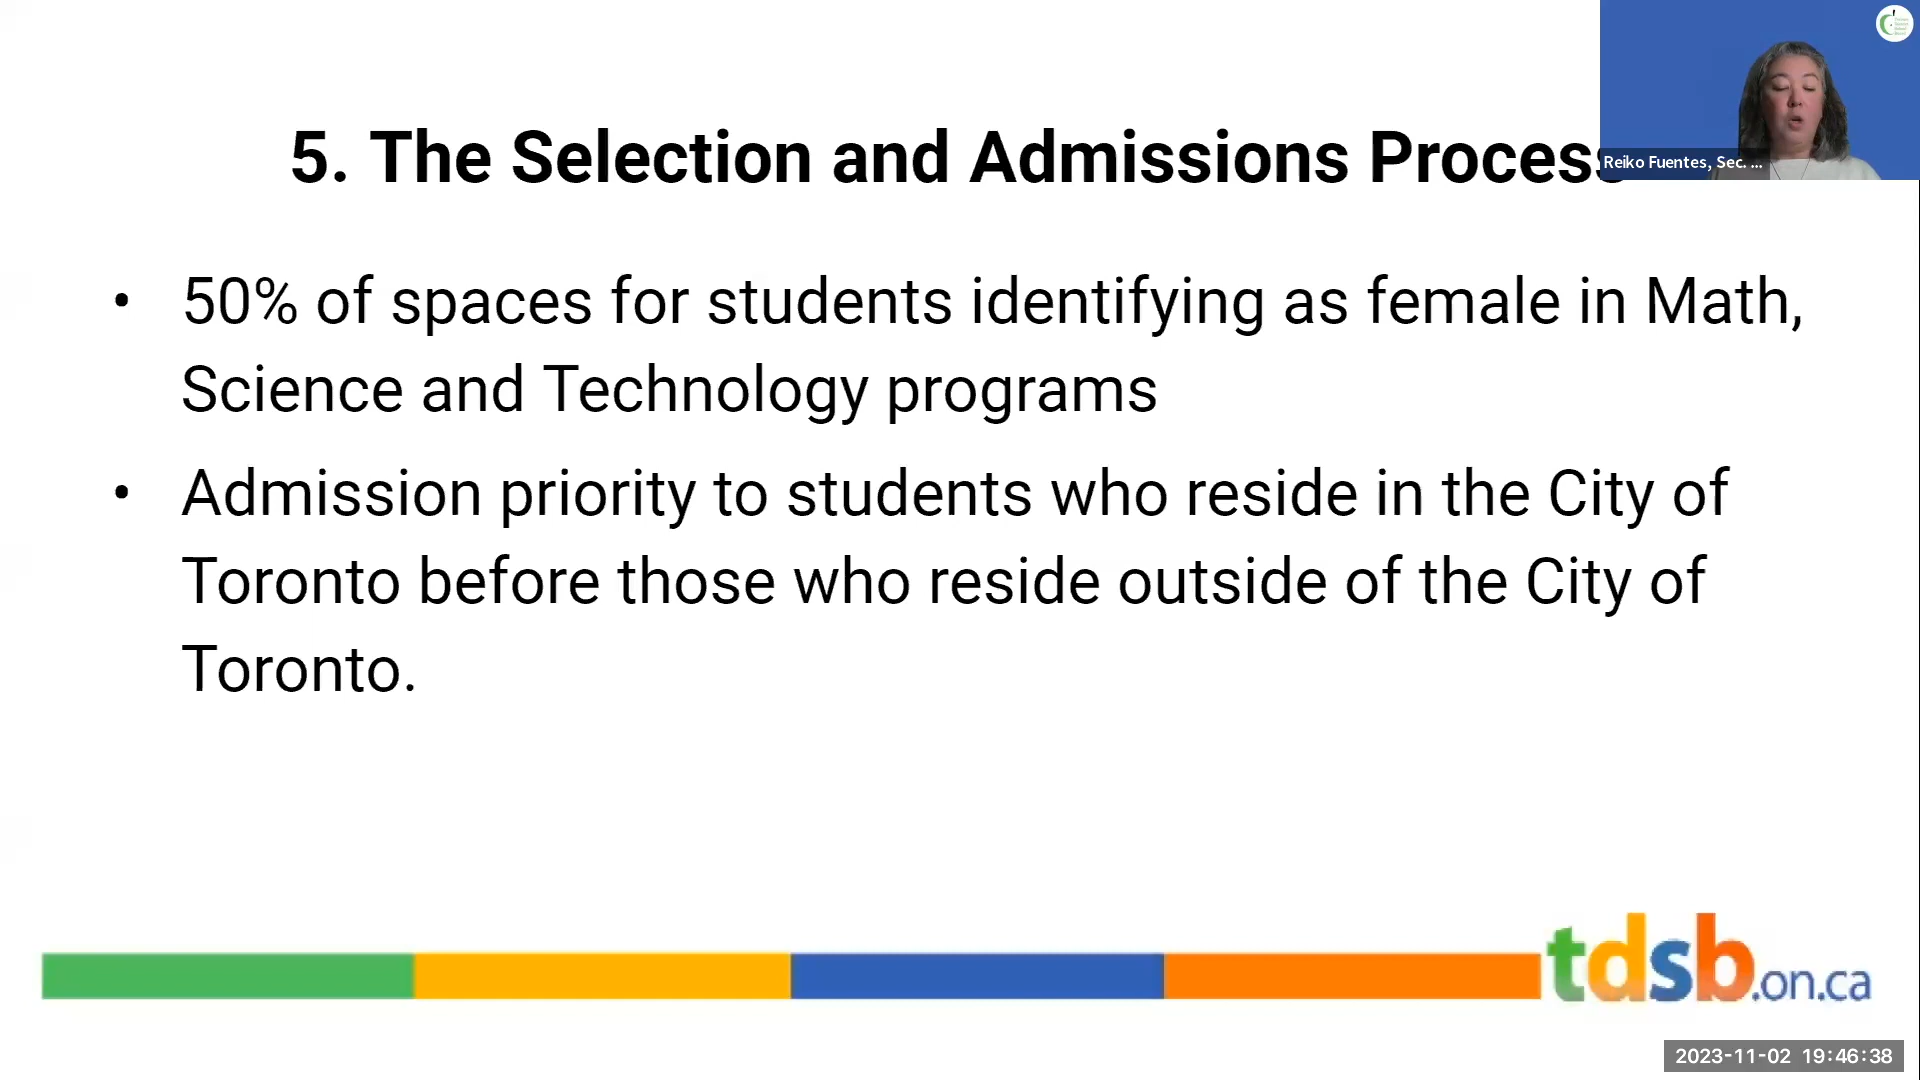 5. The Selection and Admissions Process
Reiko Fuentes, Sec. ...
• 50% of spaces for students identifying as female in Math,
Science and Technology programs
• Admission priority to students who reside in the City of
Toronto before those who reside outside of the City of
Toronto.
tdsb.on.ca
2023-11-02 19:46:38